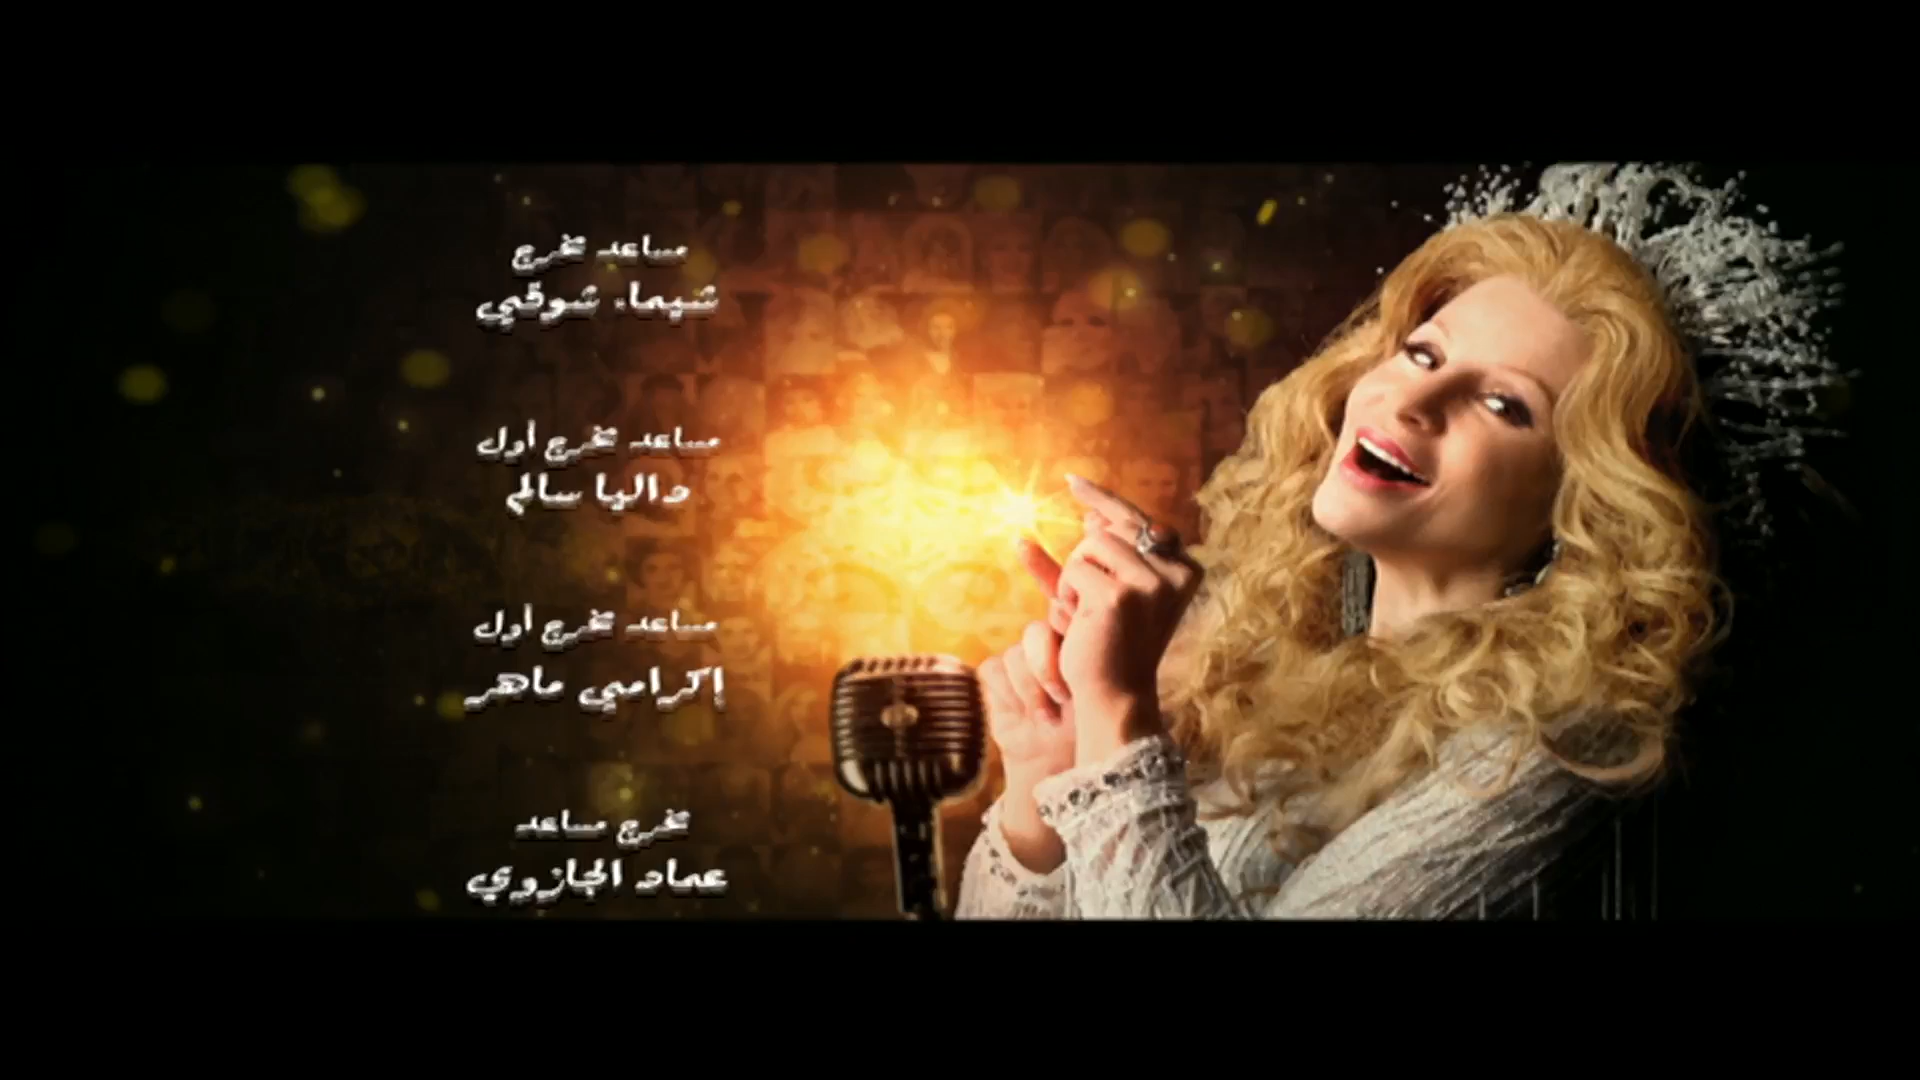 مساعد مخرج
شيماء شوقي
مساعد مخرج أول
داليا سالم
مساعد مخرج أول
إكرامي ماهر
مخرج مساعد
عماد الجازوي